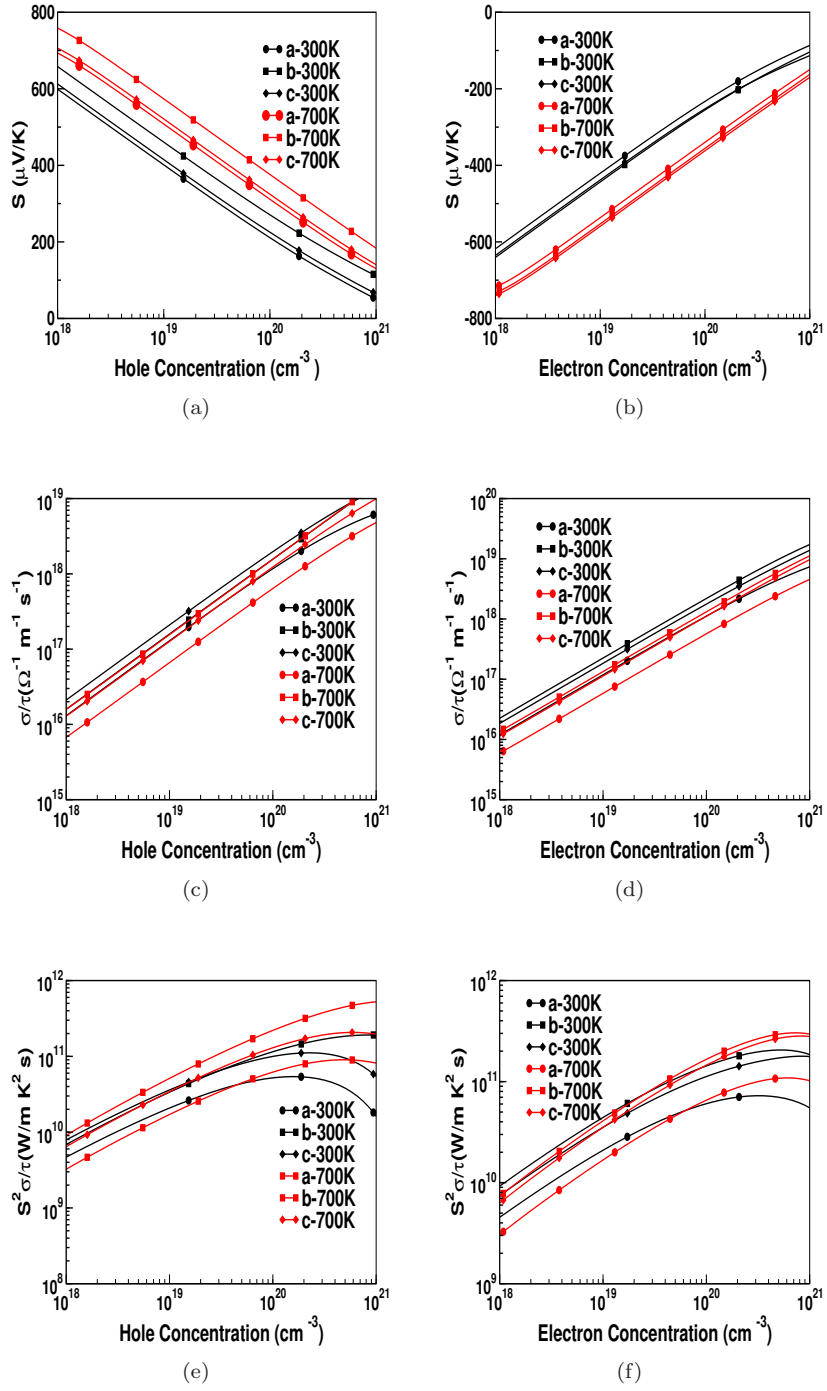 800
600
400
200
0
S (μV/K)
a-300K
b-300K
c-300K
a-700K
b-700K
c-700K
10^18 10^19 10^20 10^21
Hole Concentration (cm^-3 )
(a)
0
-200
-400
-600
-800
S (μV/K)
a-300K
b-300K
c-300K
a-700K
b-700K
c-700K
10^18 10^19 10^20 10^21
Electron Concentration (cm^-3)
(b)
10^19
10^18
10^17
10^16
10^15
σ/τ(Ω^-1 m^-1 s^-1)
a-300K
b-300K
c-300K
a-700K
b-700K
c-700K
10^18 10^19 10^20 10^21
Hole Concentration (cm^-3)
(c)
10^20
10^19
10^18
10^17
10^16
10^15
σ/τ(Ω^-1 m^-1 s^-1)
a-300K
b-300K
c-300K
a-700K
b-700K
c-700K
10^18 10^19 10^20 10^21
Electron Concentration (cm^-3)
(d)
10^12
10^11
10^10
10^9
10^8
S^2 σ/τ(W/m K^2 s)
a-300K
b-300K
c-300K
a-700K
b-700K
c-700K
10^18 10^19 10^20 10^21
Hole Concentration (cm^-3)
(e)
10^12
10^11
10^10
10^9
S^2 σ/τ(W/m K^2 s)
a-300K
b-300K
c-300K
a-700K
b-700K
c-700K
10^18 10^19 10^20 10^21
Electron Concentration (cm^-3)
(f)